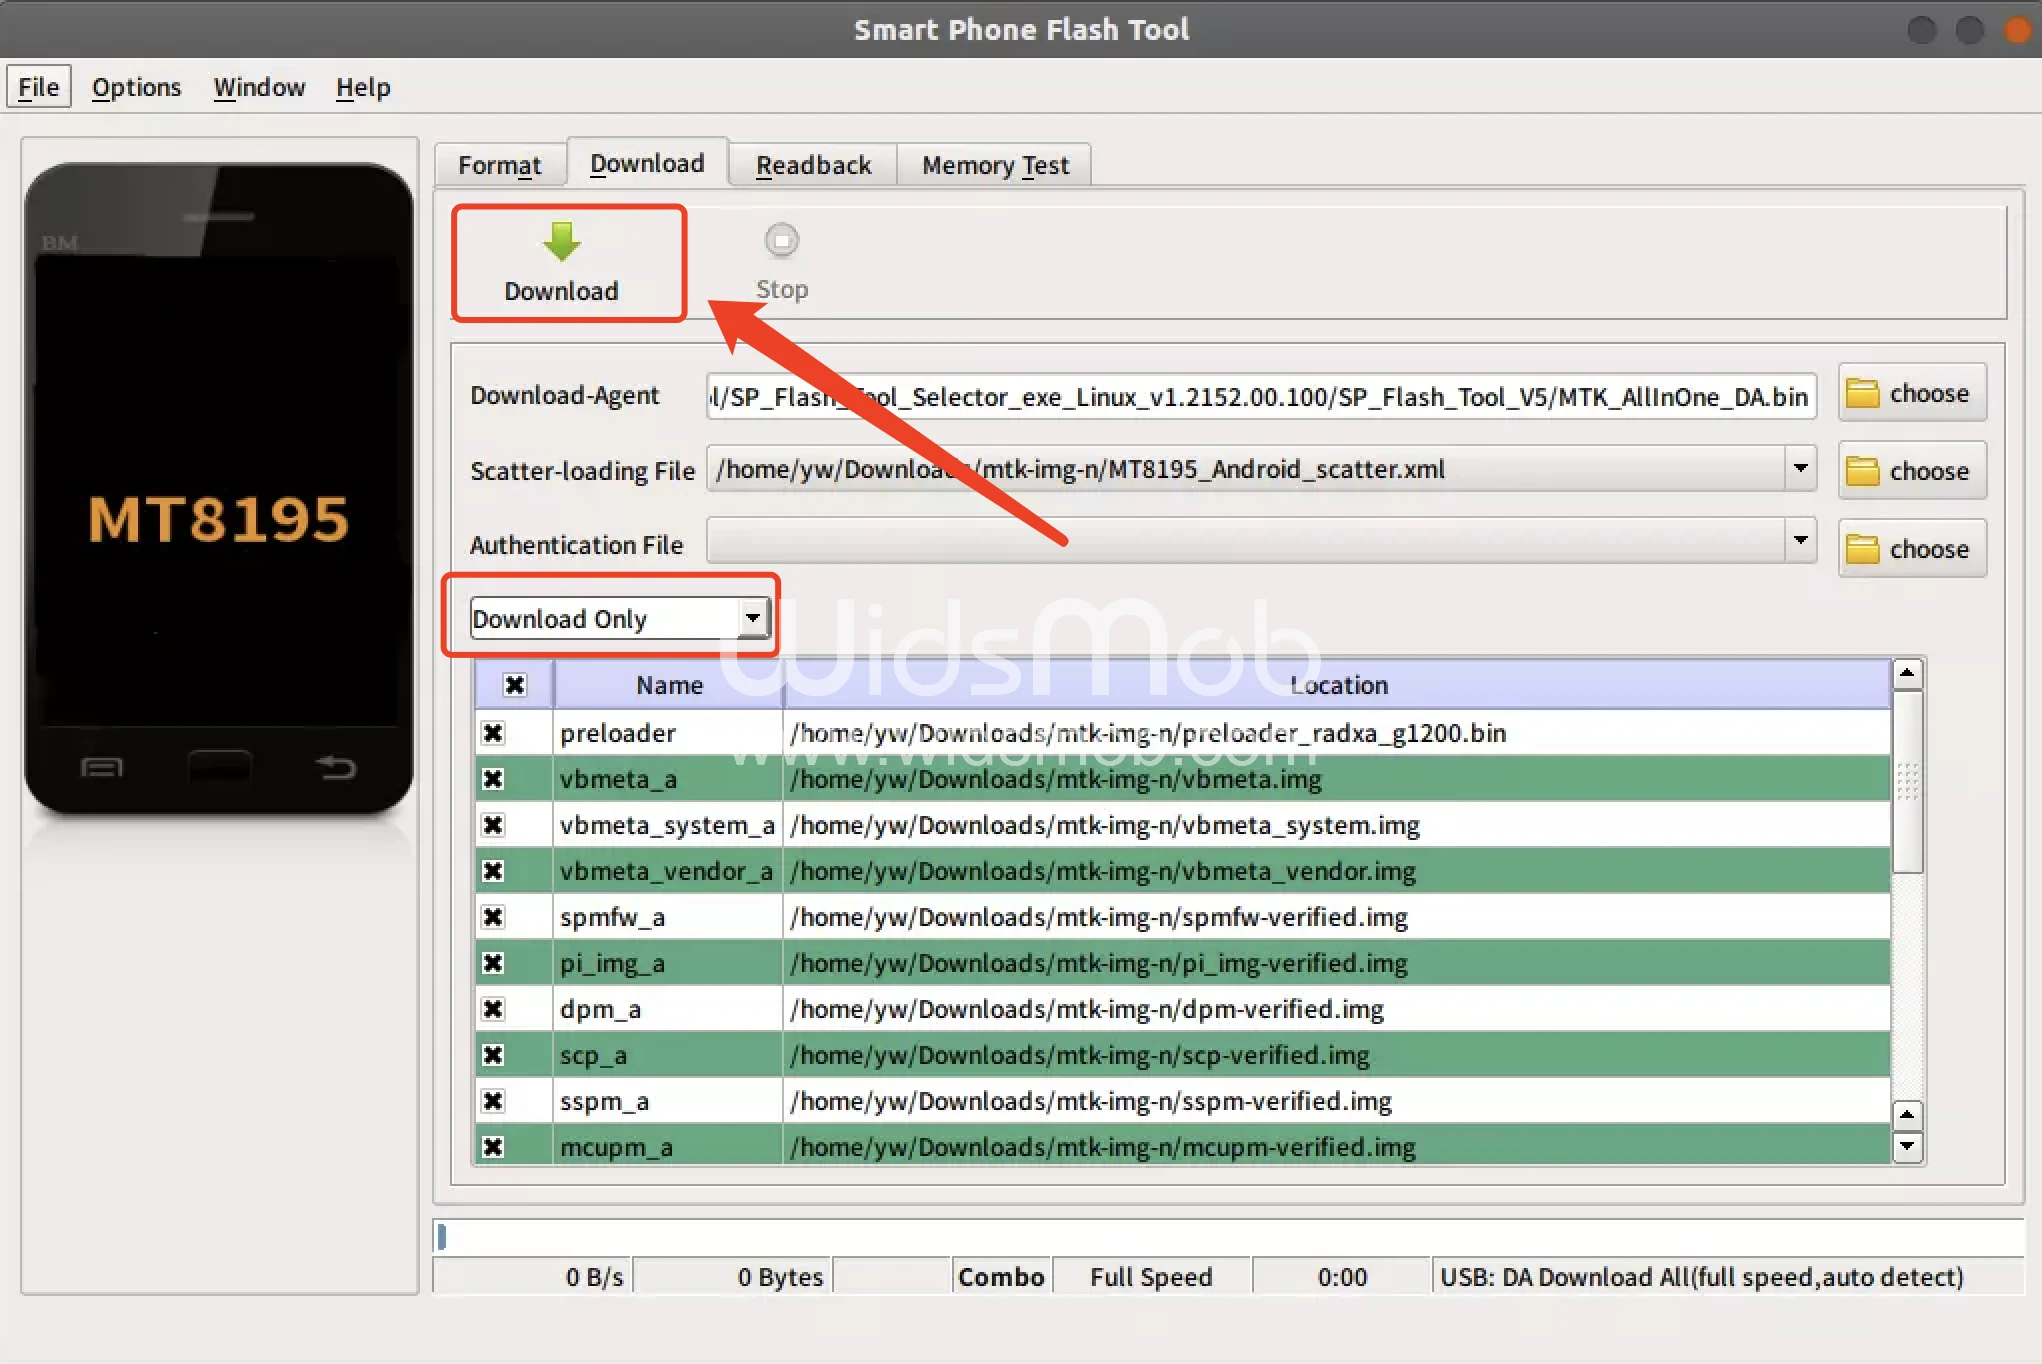 Smart Phone Flash Tool
File Options Window Help
Format Download Readback Memory Test
BM
Download Stop
Download-Agent l/SP_Flash_Tool_Selector_exe_Linux_v1.2152.00.100/SP_Flash_Tool_V5/MTK_AllInOne_DA.bin choose
Scatter-loading File /home/yw/Downloads/mtk-img-n/MT8195_Android_scatter.xml choose
MT8195
Authentication File choose
Download Only
WidsMob
www.widsmob.com
Name Location
preloader /home/yw/Downloads/mtk-img-n/preloader_radxa_g1200.bin
vbmeta_a /home/yw/Downloads/mtk-img-n/vbmeta.img
vbmeta_system_a /home/yw/Downloads/mtk-img-n/vbmeta_system.img
vbmeta_vendor_a /home/yw/Downloads/mtk-img-n/vbmeta_vendor.img
spmfw_a /home/yw/Downloads/mtk-img-n/spmfw-verified.img
pi_img_a /home/yw/Downloads/mtk-img-n/pi_img-verified.img
dpm_a /home/yw/Downloads/mtk-img-n/dpm-verified.img
scp_a /home/yw/Downloads/mtk-img-n/scp-verified.img
sspm_a /home/yw/Downloads/mtk-img-n/sspm-verified.img
mcupm_a /home/yw/Downloads/mtk-img-n/mcupm-verified.img
0 B/s 0 Bytes Combo Full Speed 0:00 USB: DA Download All(full speed,auto detect)